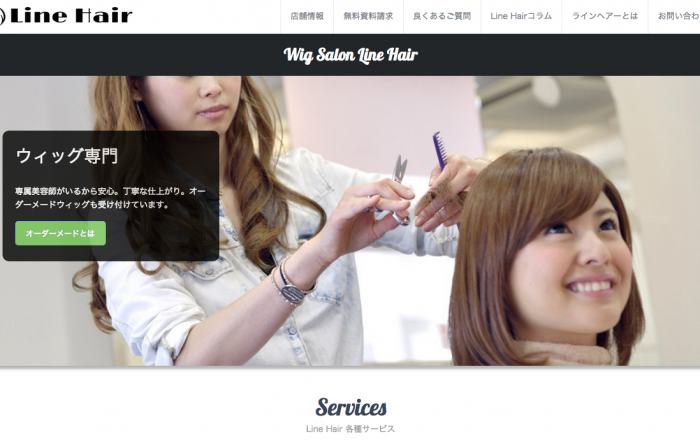 Line Hair
店舗情報
無料資料請求
良くあるご質問
Line Hairコラム
ラインヘアーとは
お問い合わ
Wig Salon Line Hair
ウィッグ専門
専属美容師がいるから安心。丁寧な仕上がり。オー
ダーメードウィッグも受け付けています。
オーダーメードとは
Services
Line Hair 各種サービス